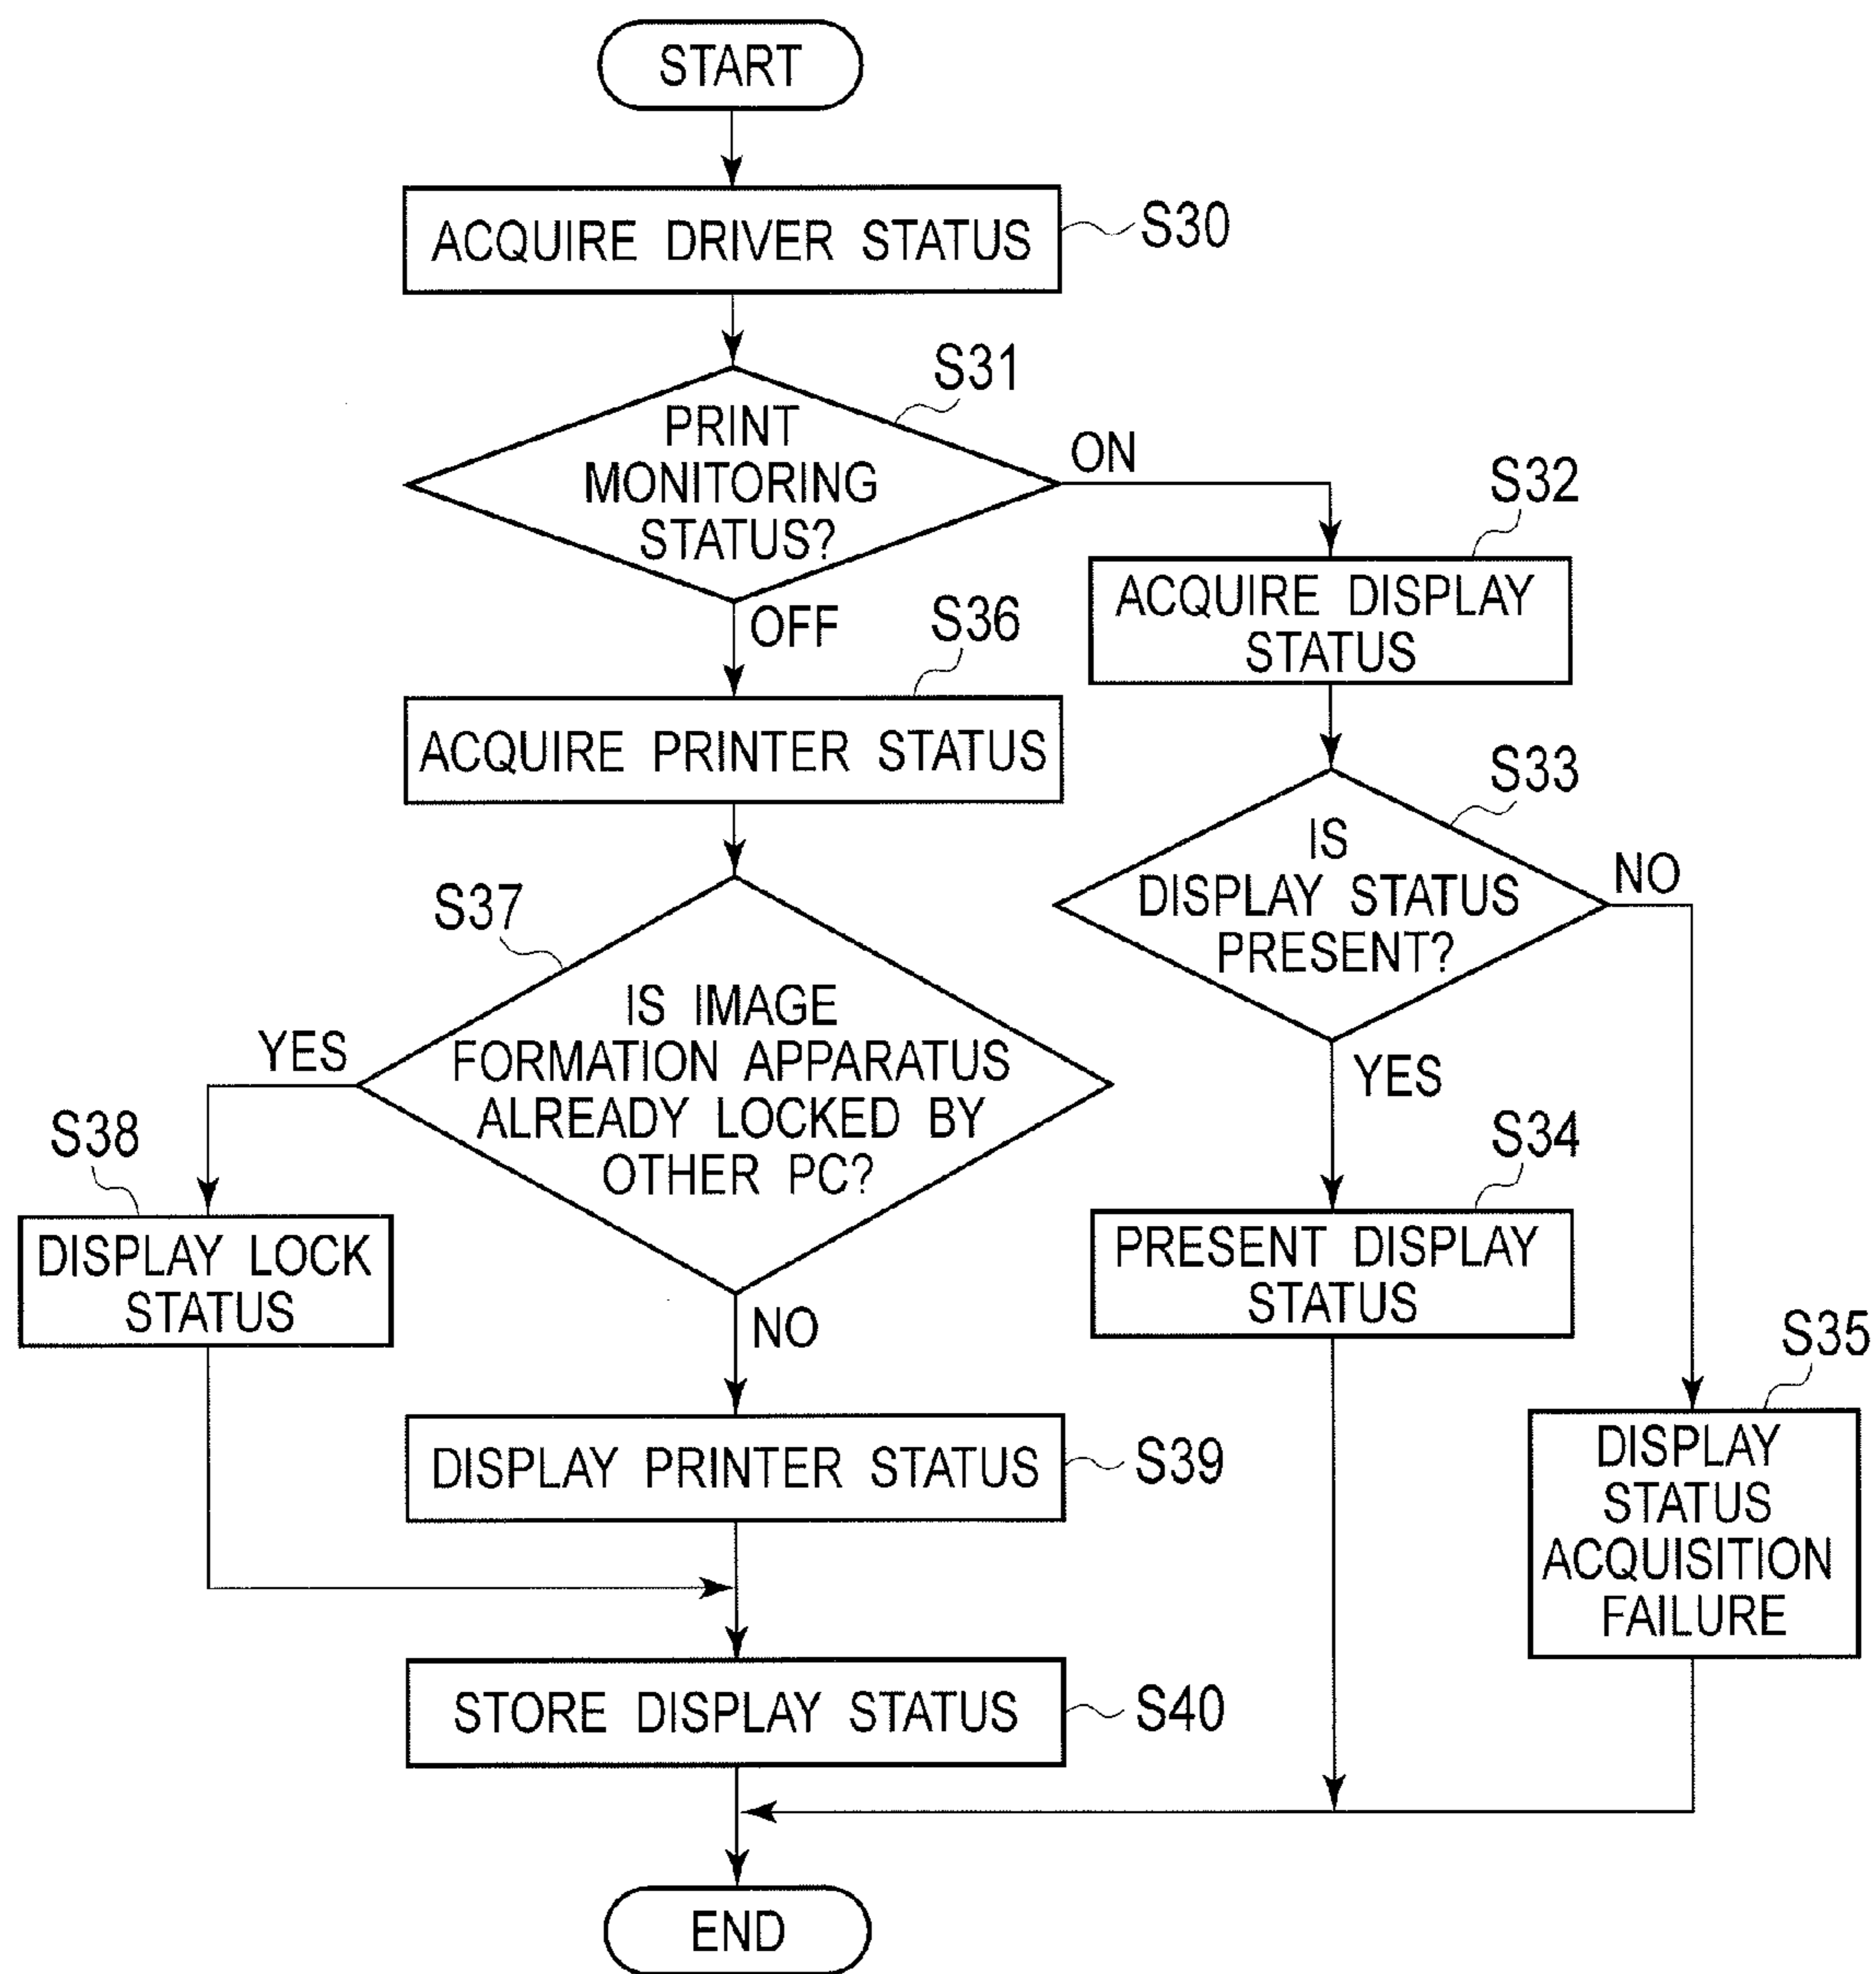 START
ACQUIRE DRIVER STATUS
S30
S31
PRINT
MONITORING
STATUS?
ON
OFF
S32
ACQUIRE DISPLAY
STATUS
S33
IS
DISPLAY STATUS
PRESENT?
NO
YES
S34
PRESENT DISPLAY
STATUS
S35
DISPLAY
STATUS
ACQUISITION
FAILURE
S36
ACQUIRE PRINTER STATUS
S37
IS IMAGE
FORMATION APPARATUS
ALREADY LOCKED BY
OTHER PC?
YES
NO
S38
DISPLAY LOCK
STATUS
DISPLAY PRINTER STATUS
S39
STORE DISPLAY STATUS
S40
END